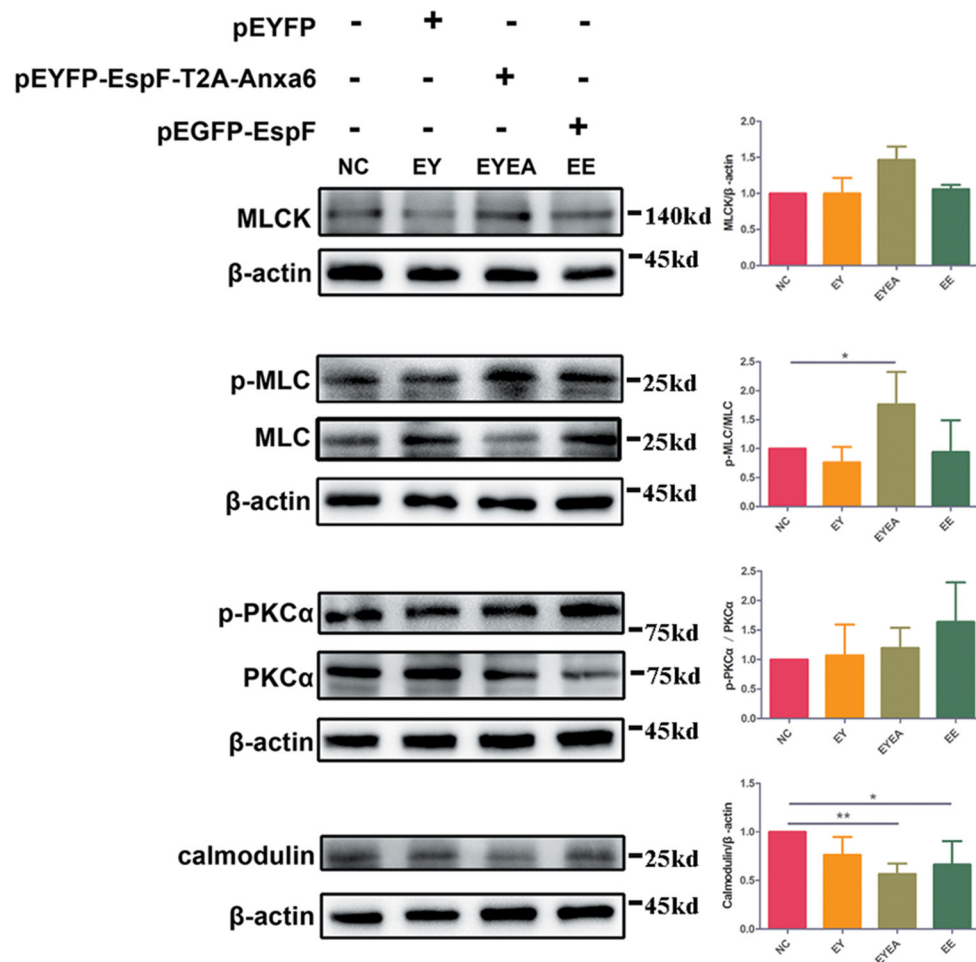 pEYFP - + - -
pEYFP-EspF-T2A-Anxa6 - - + -
pEGFP-EspF - - - +
NC EY EYEA EE
MLCK 140kd
β-actin 45kd
p-MLC 25kd
MLC 25kd
β-actin 45kd
p-PKCα 75kd
PKCα 75kd
β-actin 45kd
calmodulin 25kd
β-actin 45kd
MLCK/β-actin
2.0
1.5
1.0
0.5
0.0
NC EY EYEA EE
p-MLC/MLC
2.5
2.0
1.5
1.0
0.5
0.0
*
NC EY EYEA EE
p-PKCα / PKCα
2.5
2.0
1.5
1.0
0.5
0.0
NC EY EYEA EE
Calmodulin/β-actin
1.5
1.0
0.5
0.0
*
**
NC EY EYEA EE